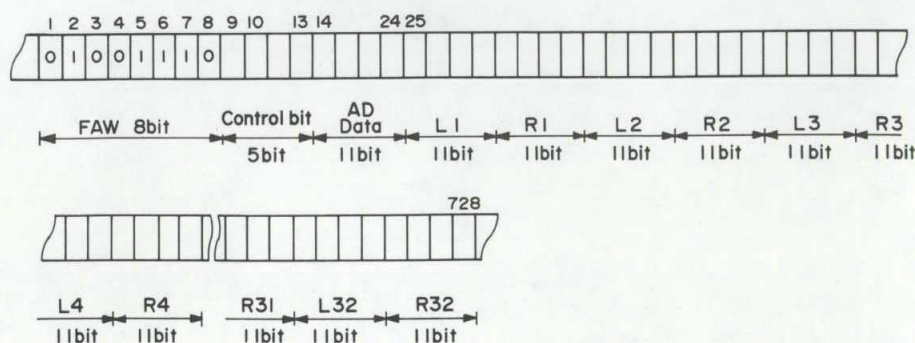 1 2 3 4 5 6 7 8 9 10 13 14 24 25
0 1 0 0 1 1 1 0
FAW 8bit
Control bit
5bit
AD
Data
11bit
L1
11bit
R1
11bit
L2
11bit
R2
11bit
L3
11bit
R3
11bit
728
L4
11bit
R4
11bit
R31
11bit
L32
11bit
R32
11bit